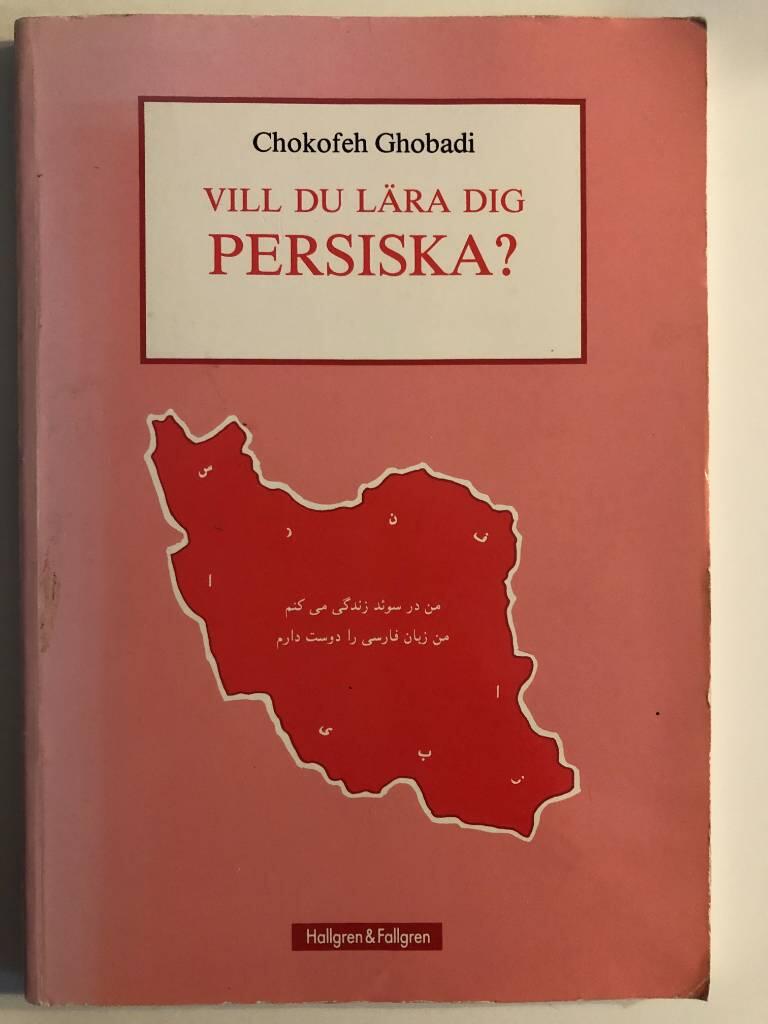 Chokofeh Ghobadi
VILL DU LÄRA DIG
PERSISKA?
س
د
ن
ف
ا
من در سوئد زندگی می کنم
من زبان فارسی را دوست دارم
ا
ی
ب
Hallgren & Fallgren